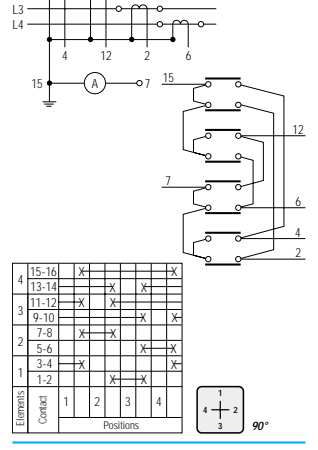 L3
L4
4 12 2 6
15 A 7
15
12
7
6
4
2
4 15-16 X X
13-14 X X
3 11-12 X X
9-10 X X
2 7-8 X X
5-6 X X
1 3-4 X X
1-2 X X
Elements Contact 1 2 3 4
Positions
1
4 2
3
90°